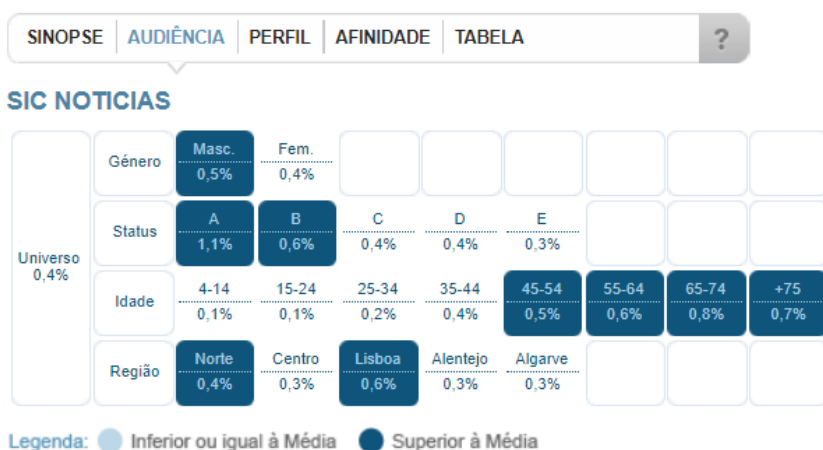 SINOPSE AUDIÊNCIA PERFIL AFINIDADE TABELA ?
SIC NOTICIAS
Universo
0,4%
Género
Masc. Fem.
0,5% 0,4%
Status
A B C D E
1,1% 0,6% 0,4% 0,4% 0,3%
Idade
4-14 15-24 25-34 35-44 45-54 55-64 65-74 +75
0,1% 0,1% 0,2% 0,4% 0,5% 0,6% 0,8% 0,7%
Região
Norte Centro Lisboa Alentejo Algarve
0,4% 0,3% 0,6% 0,3% 0,3%
Legenda: Inferior ou igual à Média Superior à Média